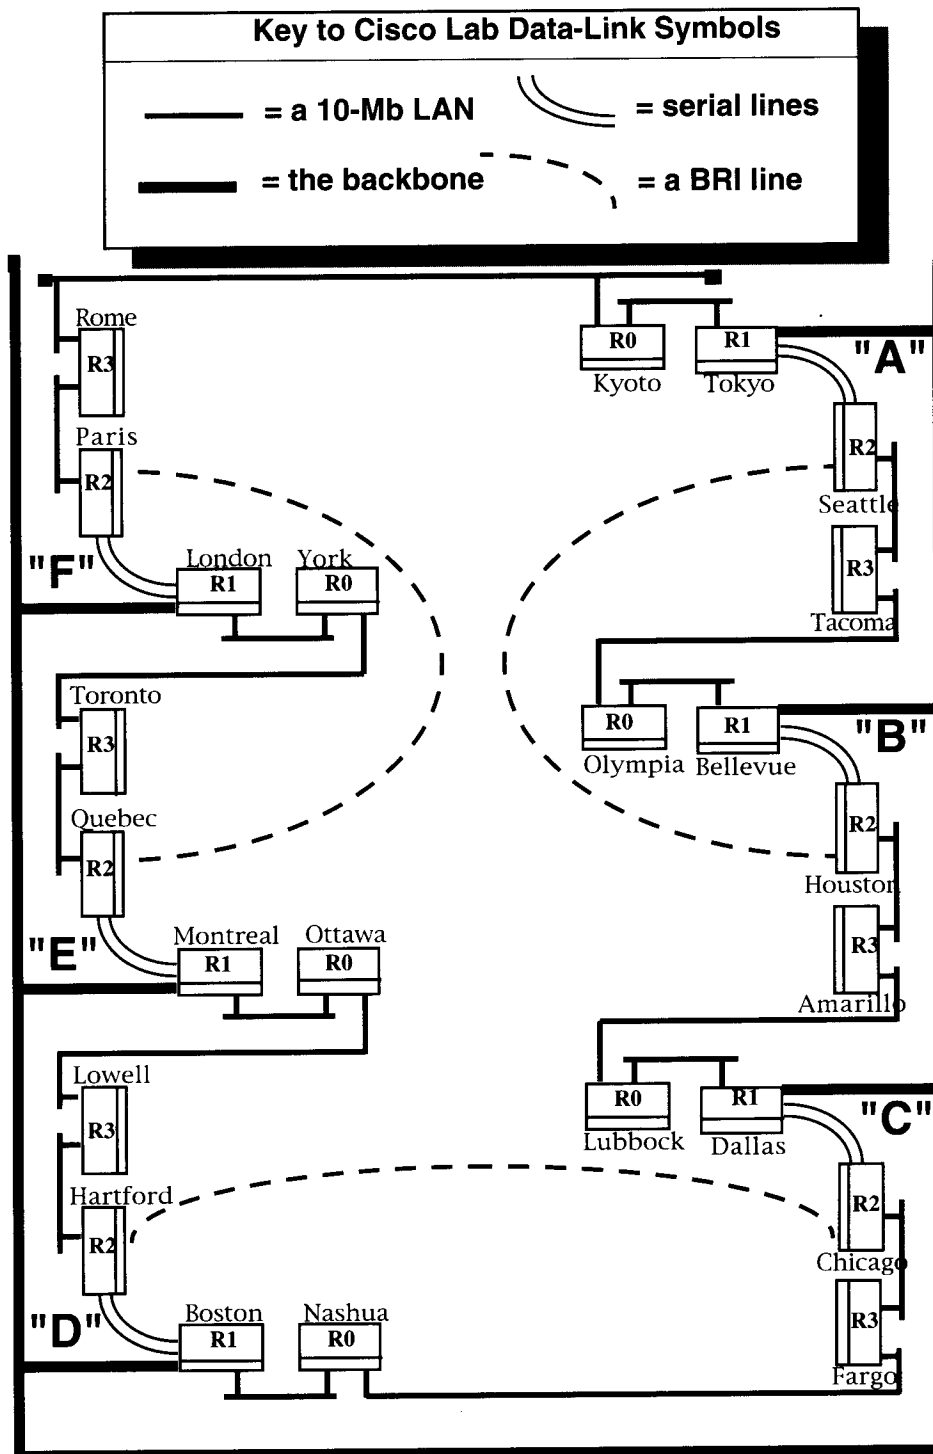 Key to Cisco Lab Data-Link Symbols
= a 10-Mb LAN
= serial lines
= the backbone
= a BRI line
Rome
R3
Paris
R2
"F"
London
R1
York
R0
R0
Kyoto
R1
Tokyo
"A"
R2
Seattle
R3
Tacoma
Toronto
R3
Quebec
R2
"E"
Montreal
R1
Ottawa
R0
R0
Olympia
R1
Bellevue
"B"
R2
Houston
R3
Amarillo
Lowell
R3
Hartford
R2
"D"
Boston
R1
Nashua
R0
R0
Lubbock
R1
Dallas
"C"
R2
Chicago
R3
Fargo